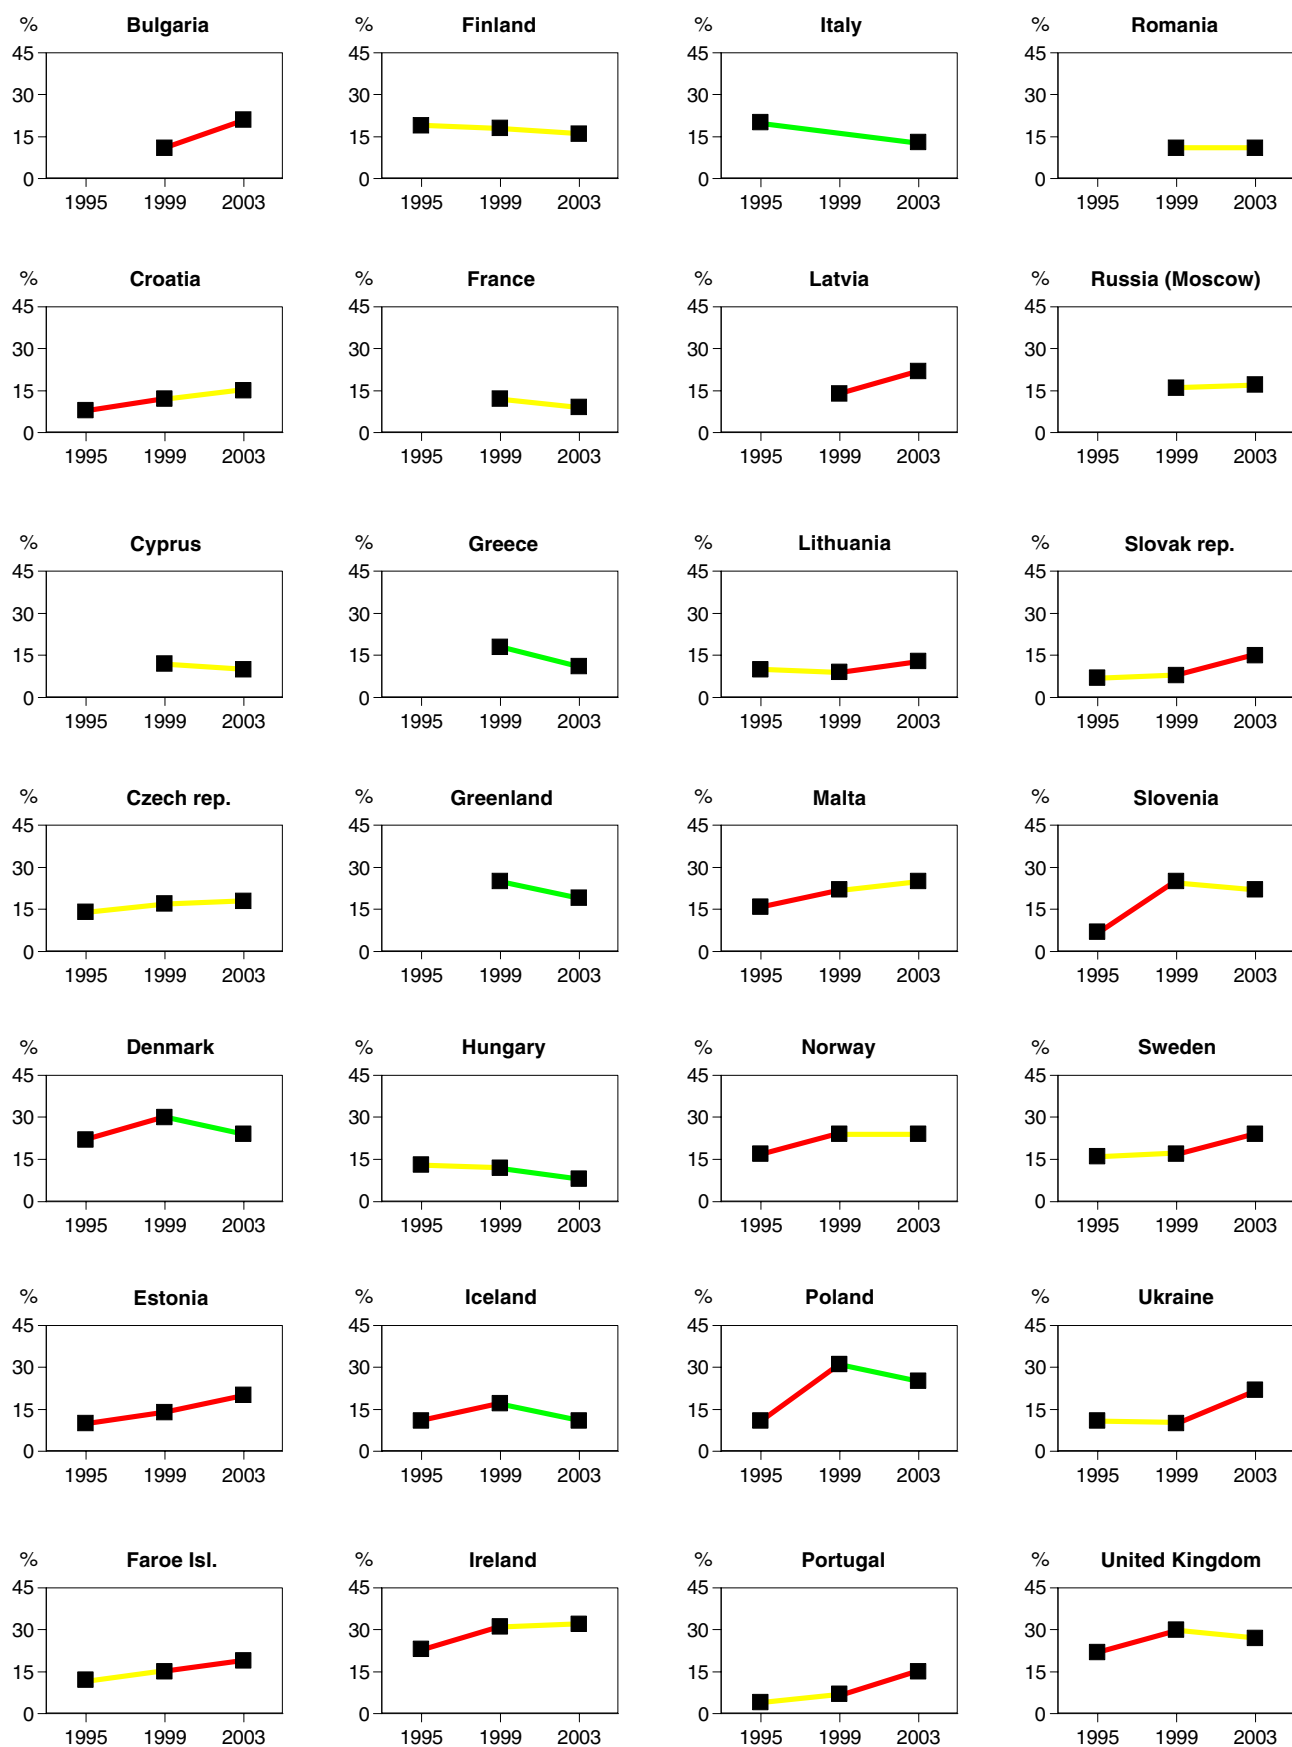 % Bulgaria % Finland % Italy % Romania
45 45 45 45
30 30 30 30
15 15 15 15
0 0 0 0
1995 1999 2003 1995 1999 2003 1995 1999 2003 1995 1999 2003
% Croatia % France % Latvia % Russia (Moscow)
45 45 45 45
30 30 30 30
15 15 15 15
0 0 0 0
1995 1999 2003 1995 1999 2003 1995 1999 2003 1995 1999 2003
% Cyprus % Greece % Lithuania % Slovak rep.
45 45 45 45
30 30 30 30
15 15 15 15
0 0 0 0
1995 1999 2003 1995 1999 2003 1995 1999 2003 1995 1999 2003
% Czech rep. % Greenland % Malta % Slovenia
45 45 45 45
30 30 30 30
15 15 15 15
0 0 0 0
1995 1999 2003 1995 1999 2003 1995 1999 2003 1995 1999 2003
% Denmark % Hungary % Norway % Sweden
45 45 45 45
30 30 30 30
15 15 15 15
0 0 0 0
1995 1999 2003 1995 1999 2003 1995 1999 2003 1995 1999 2003
% Estonia % Iceland % Poland % Ukraine
45 45 45 45
30 30 30 30
15 15 15 15
0 0 0 0
1995 1999 2003 1995 1999 2003 1995 1999 2003 1995 1999 2003
% Faroe Isl. % Ireland % Portugal % United Kingdom
45 45 45 45
30 30 30 30
15 15 15 15
0 0 0 0
1995 1999 2003 1995 1999 2003 1995 1999 2003 1995 1999 2003